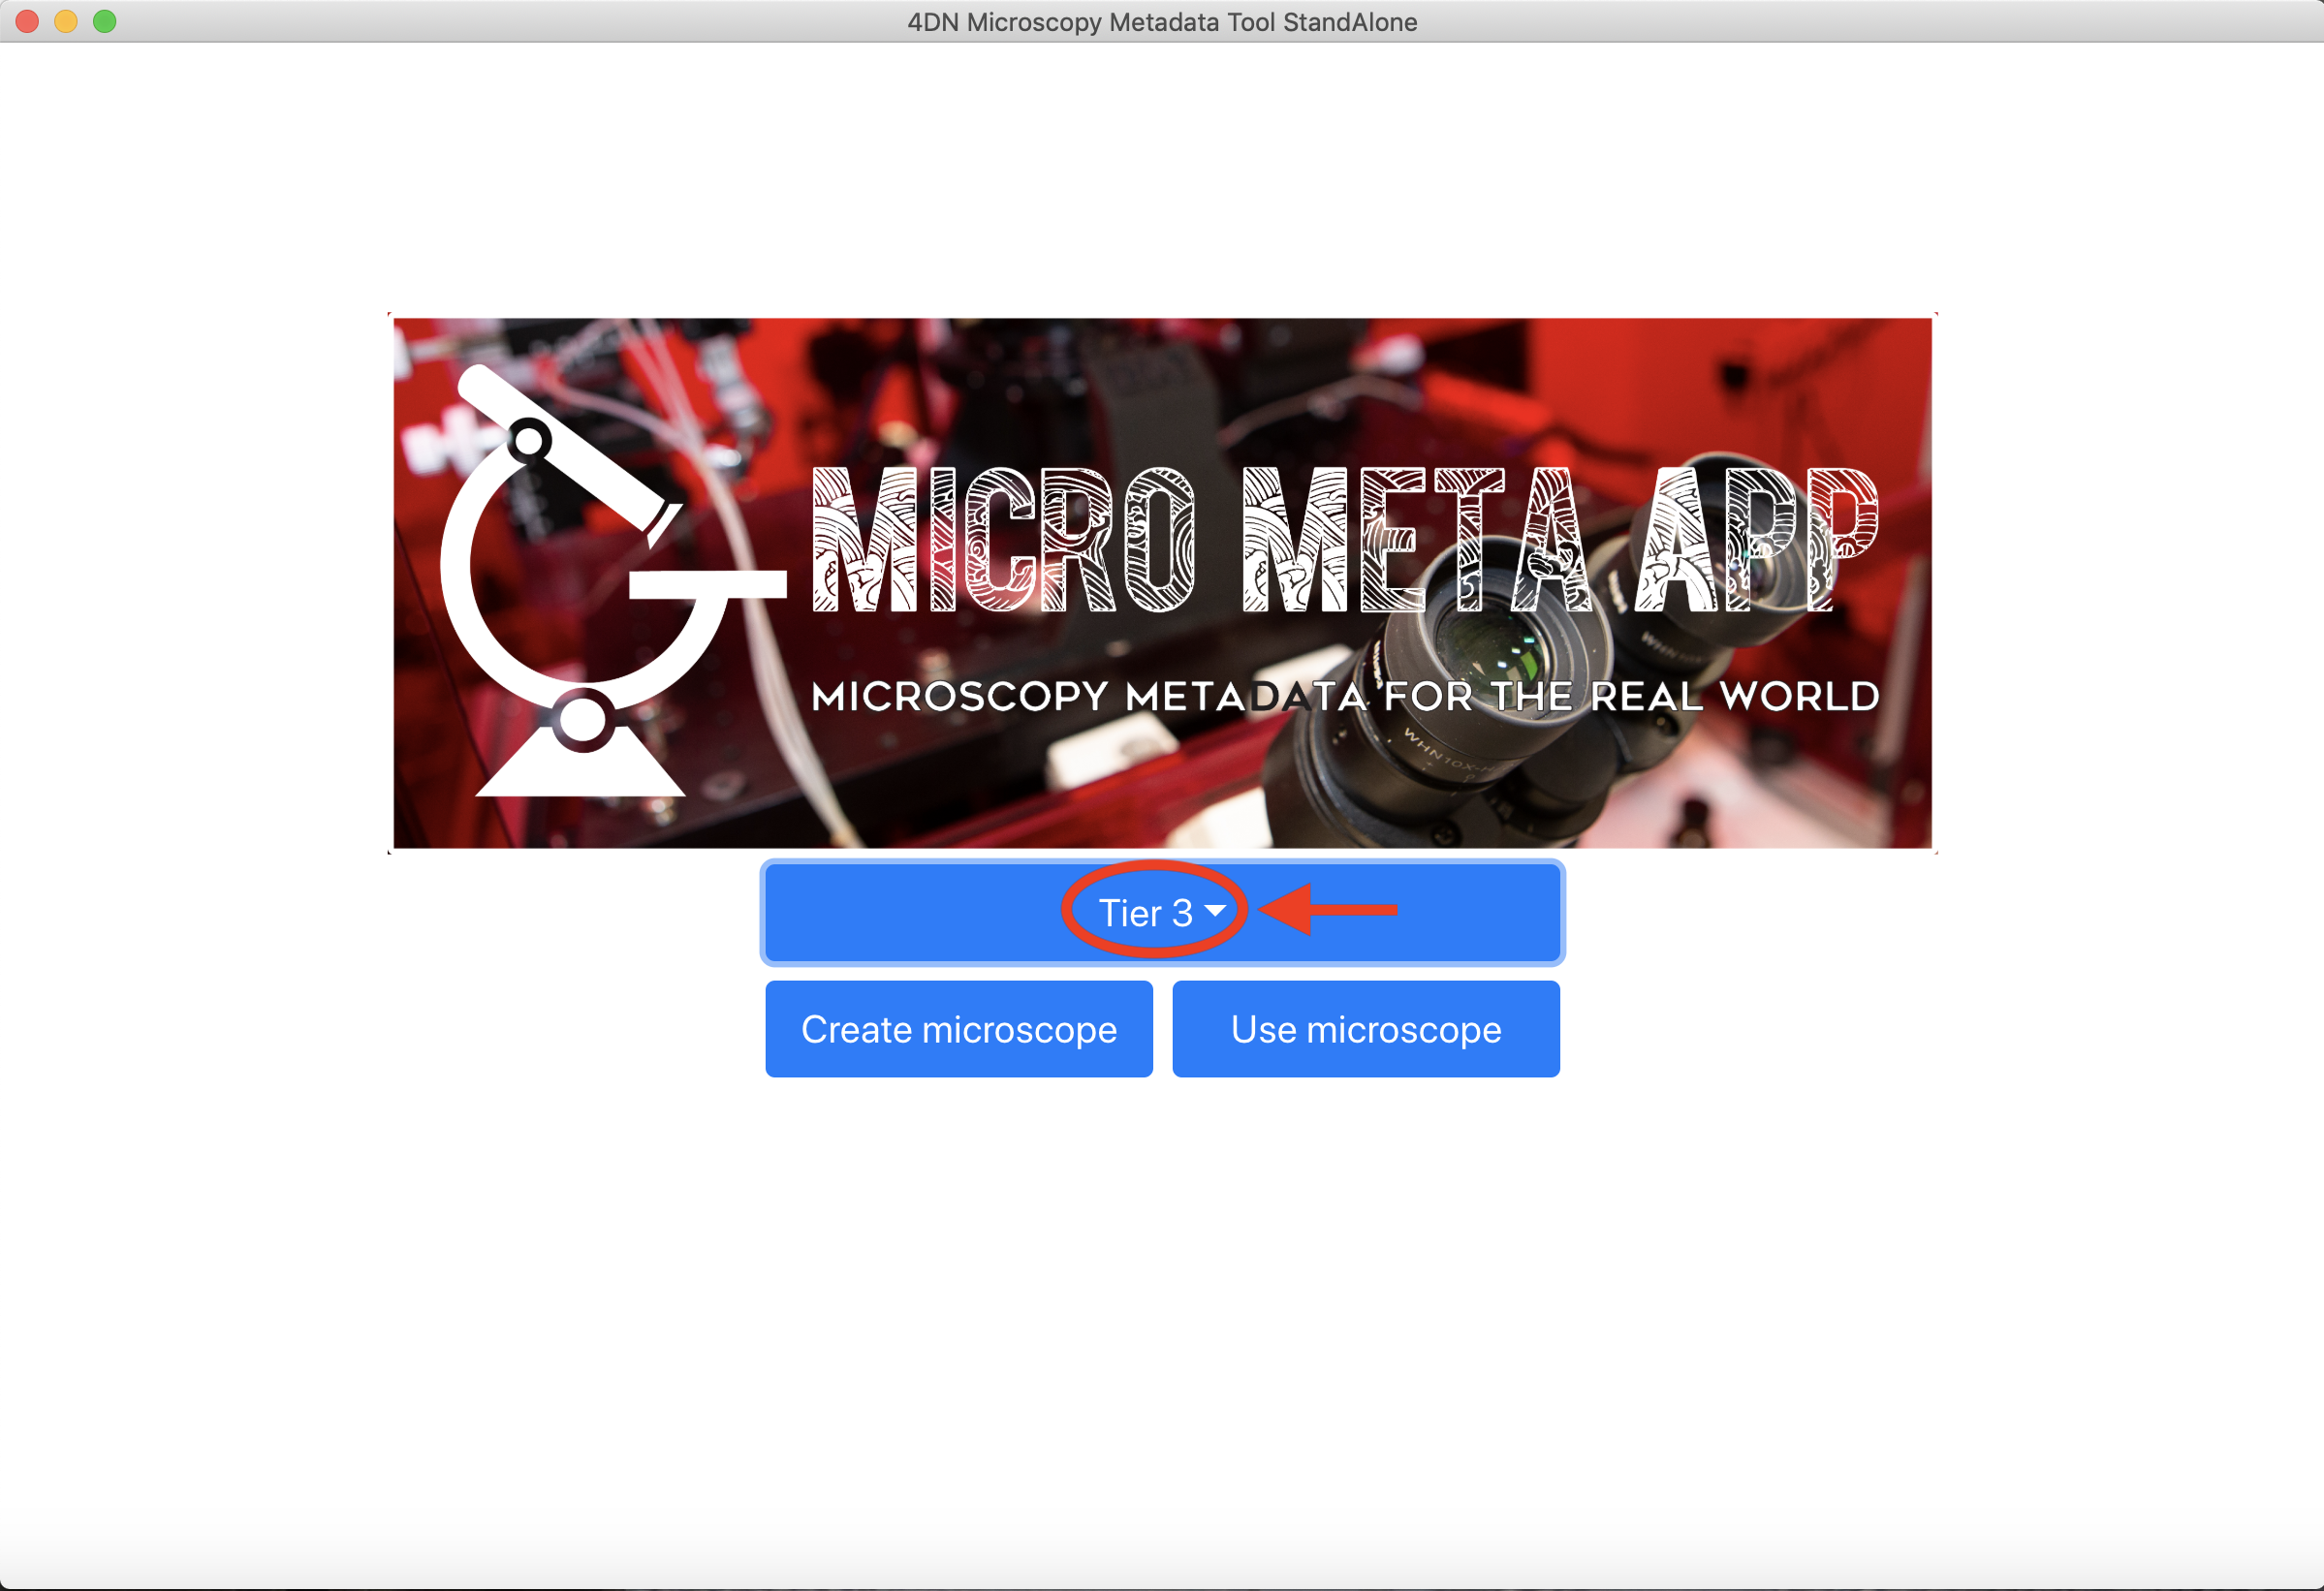 4DN Microscopy Metadata Tool StandAlone
MICRO META APP
MICROSCOPY METADATA FOR THE REAL WORLD
Tier 3
Create microscope
Use microscope